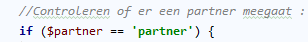 //Controleren of er een partner meegaat :
if ($partner == 'partner') {